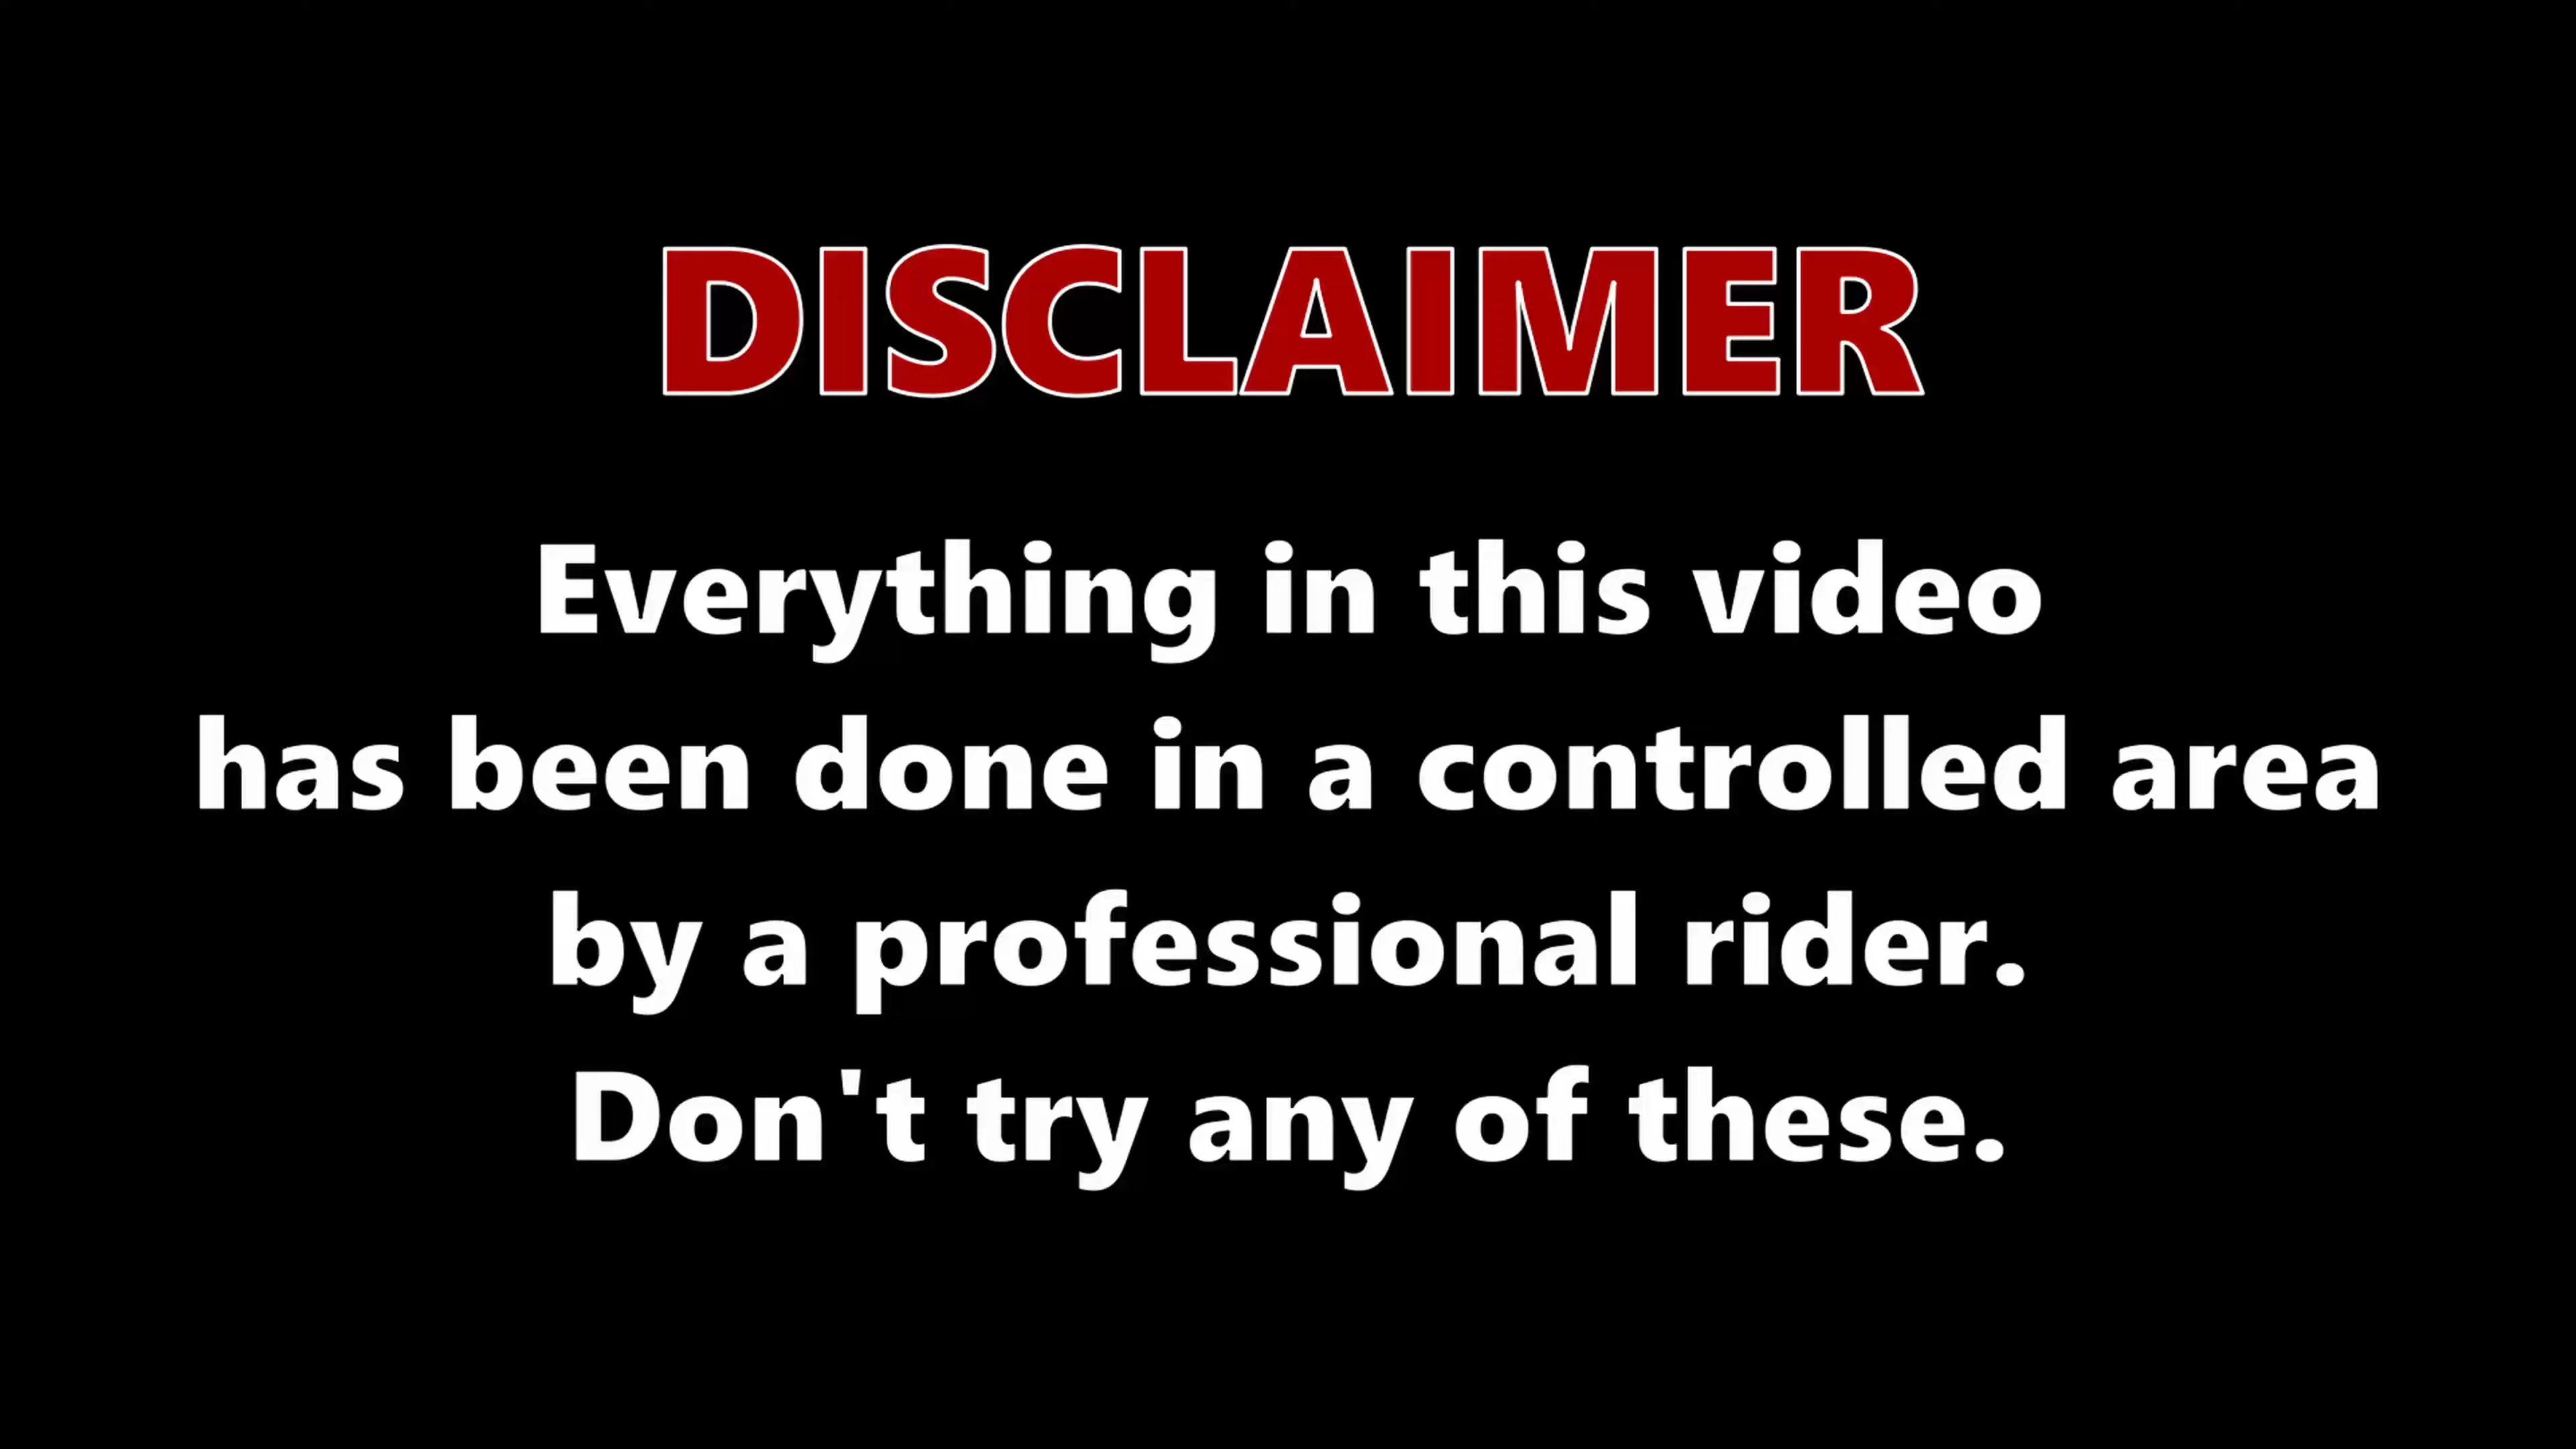 DISCLAIMER
Everything in this video
has been done in a controlled area
by a professional rider.
Don't try any of these.